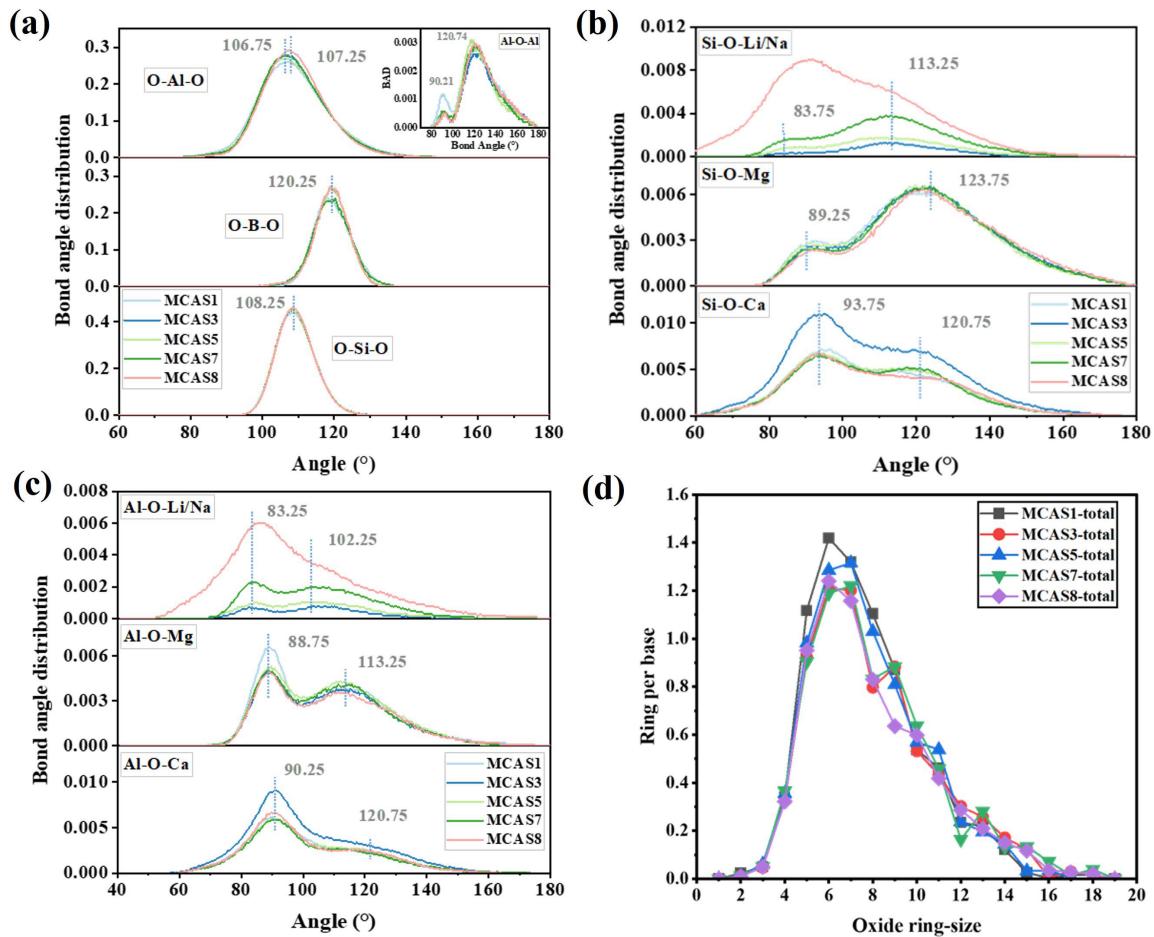 (a)
0.3
0.2
0.1
0.0
106.75
107.25
O-Al-O
BAD
0.003
0.002
0.001
0.000
120.74
Al-O-Al
90.21
80 100 120 140 160 180
Bond Angle (°)
Bond angle distribution
0.2
0.1
0.0
120.25
O-B-O
0.4
0.2
0.0
MCAS1
MCAS3
MCAS5
MCAS7
MCAS8
108.25
O-Si-O
60 80 100 120 140 160 180
Angle (°)
(b)
0.012
0.008
0.004
0.000
Si-O-Li/Na
113.25
83.75
Bond angle distribution
0.006
0.003
0.000
Si-O-Mg
123.75
89.25
0.010
0.005
0.000
Si-O-Ca
93.75
120.75
MCAS1
MCAS3
MCAS5
MCAS7
MCAS8
60 80 100 120 140 160 180
Angle (°)
(c)
0.008
0.006
0.004
0.002
0.000
Al-O-Li/Na
83.25
102.25
Bond angle distribution
0.006
0.003
0.000
Al-O-Mg
88.75
113.25
0.010
0.005
0.000
Al-O-Ca
90.25
120.75
MCAS1
MCAS3
MCAS5
MCAS7
MCAS8
40 60 80 100 120 140 160 180
Angle (°)
(d)
1.6
1.4
1.2
1.0
0.8
0.6
0.4
0.2
0.0
Ring per base
MCAS1-total
MCAS3-total
MCAS5-total
MCAS7-total
MCAS8-total
0 2 4 6 8 10 12 14 16 18 20
Oxide ring-size